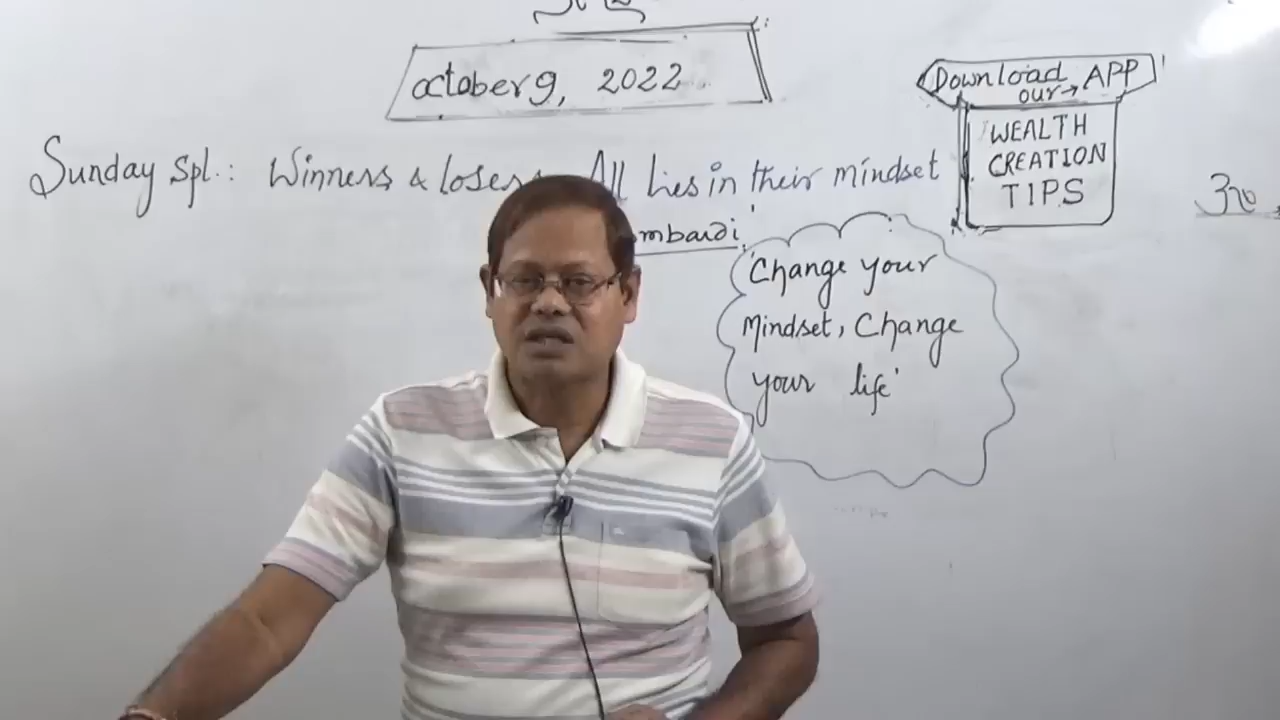 October 9, 2022
Download
our→ APP
WEALTH
CREATION
TIPS
Sunday Spl.: Winners & losers All Lies in their mindset
mbardi'
'Change your
Mindset, Change
your life'